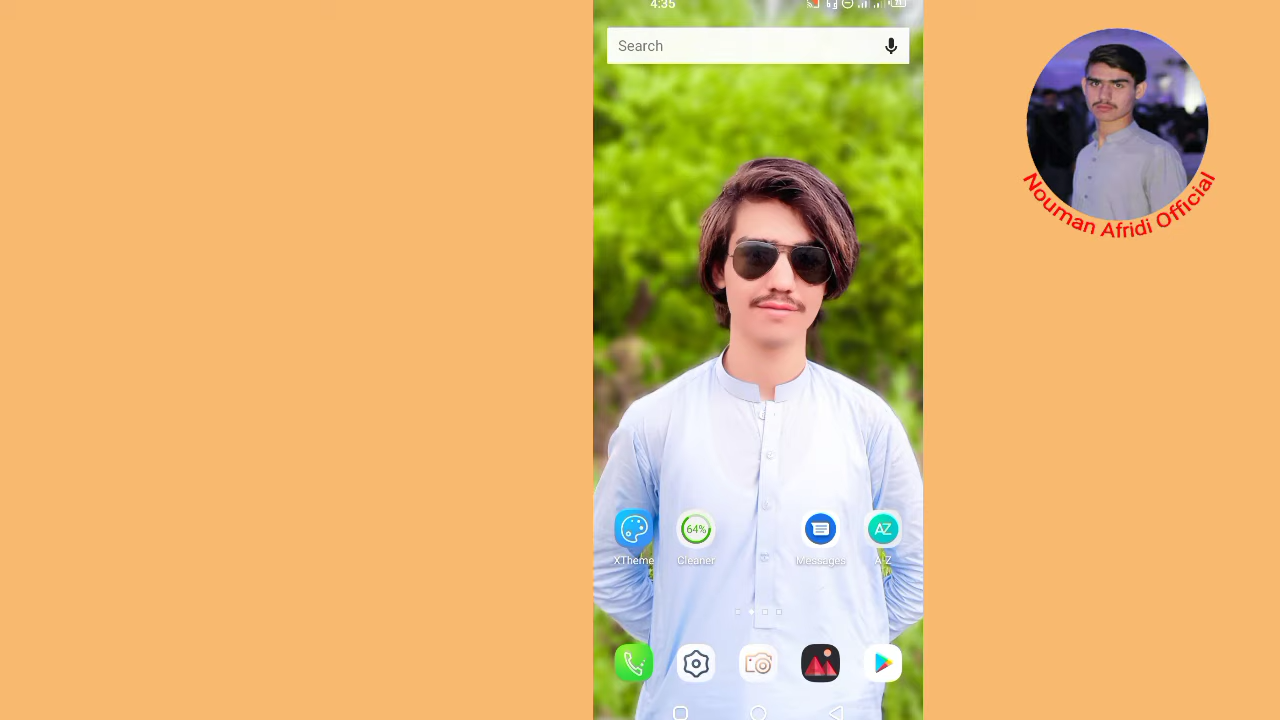 4:35
Search
Nouman Afridi Official
64%
AZ
XTheme
Cleaner
Messages
A-Z